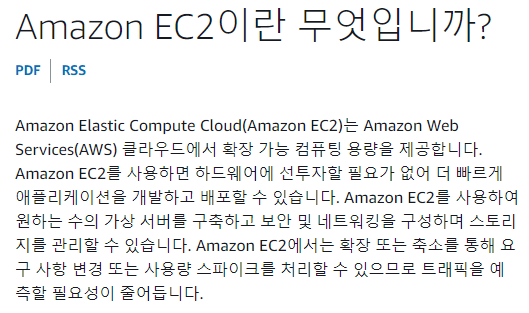 Amazon EC2이란 무엇입니까?
PDF | RSS
Amazon Elastic Compute Cloud(Amazon EC2)는 Amazon Web
Services(AWS) 클라우드에서 확장 가능 컴퓨팅 용량을 제공합니다.
Amazon EC2를 사용하면 하드웨어에 선투자할 필요가 없어 더 빠르게
애플리케이션을 개발하고 배포할 수 있습니다. Amazon EC2를 사용하여
원하는 수의 가상 서버를 구축하고 보안 및 네트워킹을 구성하며 스토리
지를 관리할 수 있습니다. Amazon EC2에서는 확장 또는 축소를 통해 요
구 사항 변경 또는 사용량 스파이크를 처리할 수 있으므로 트래픽을 예
측할 필요성이 줄어듭니다.